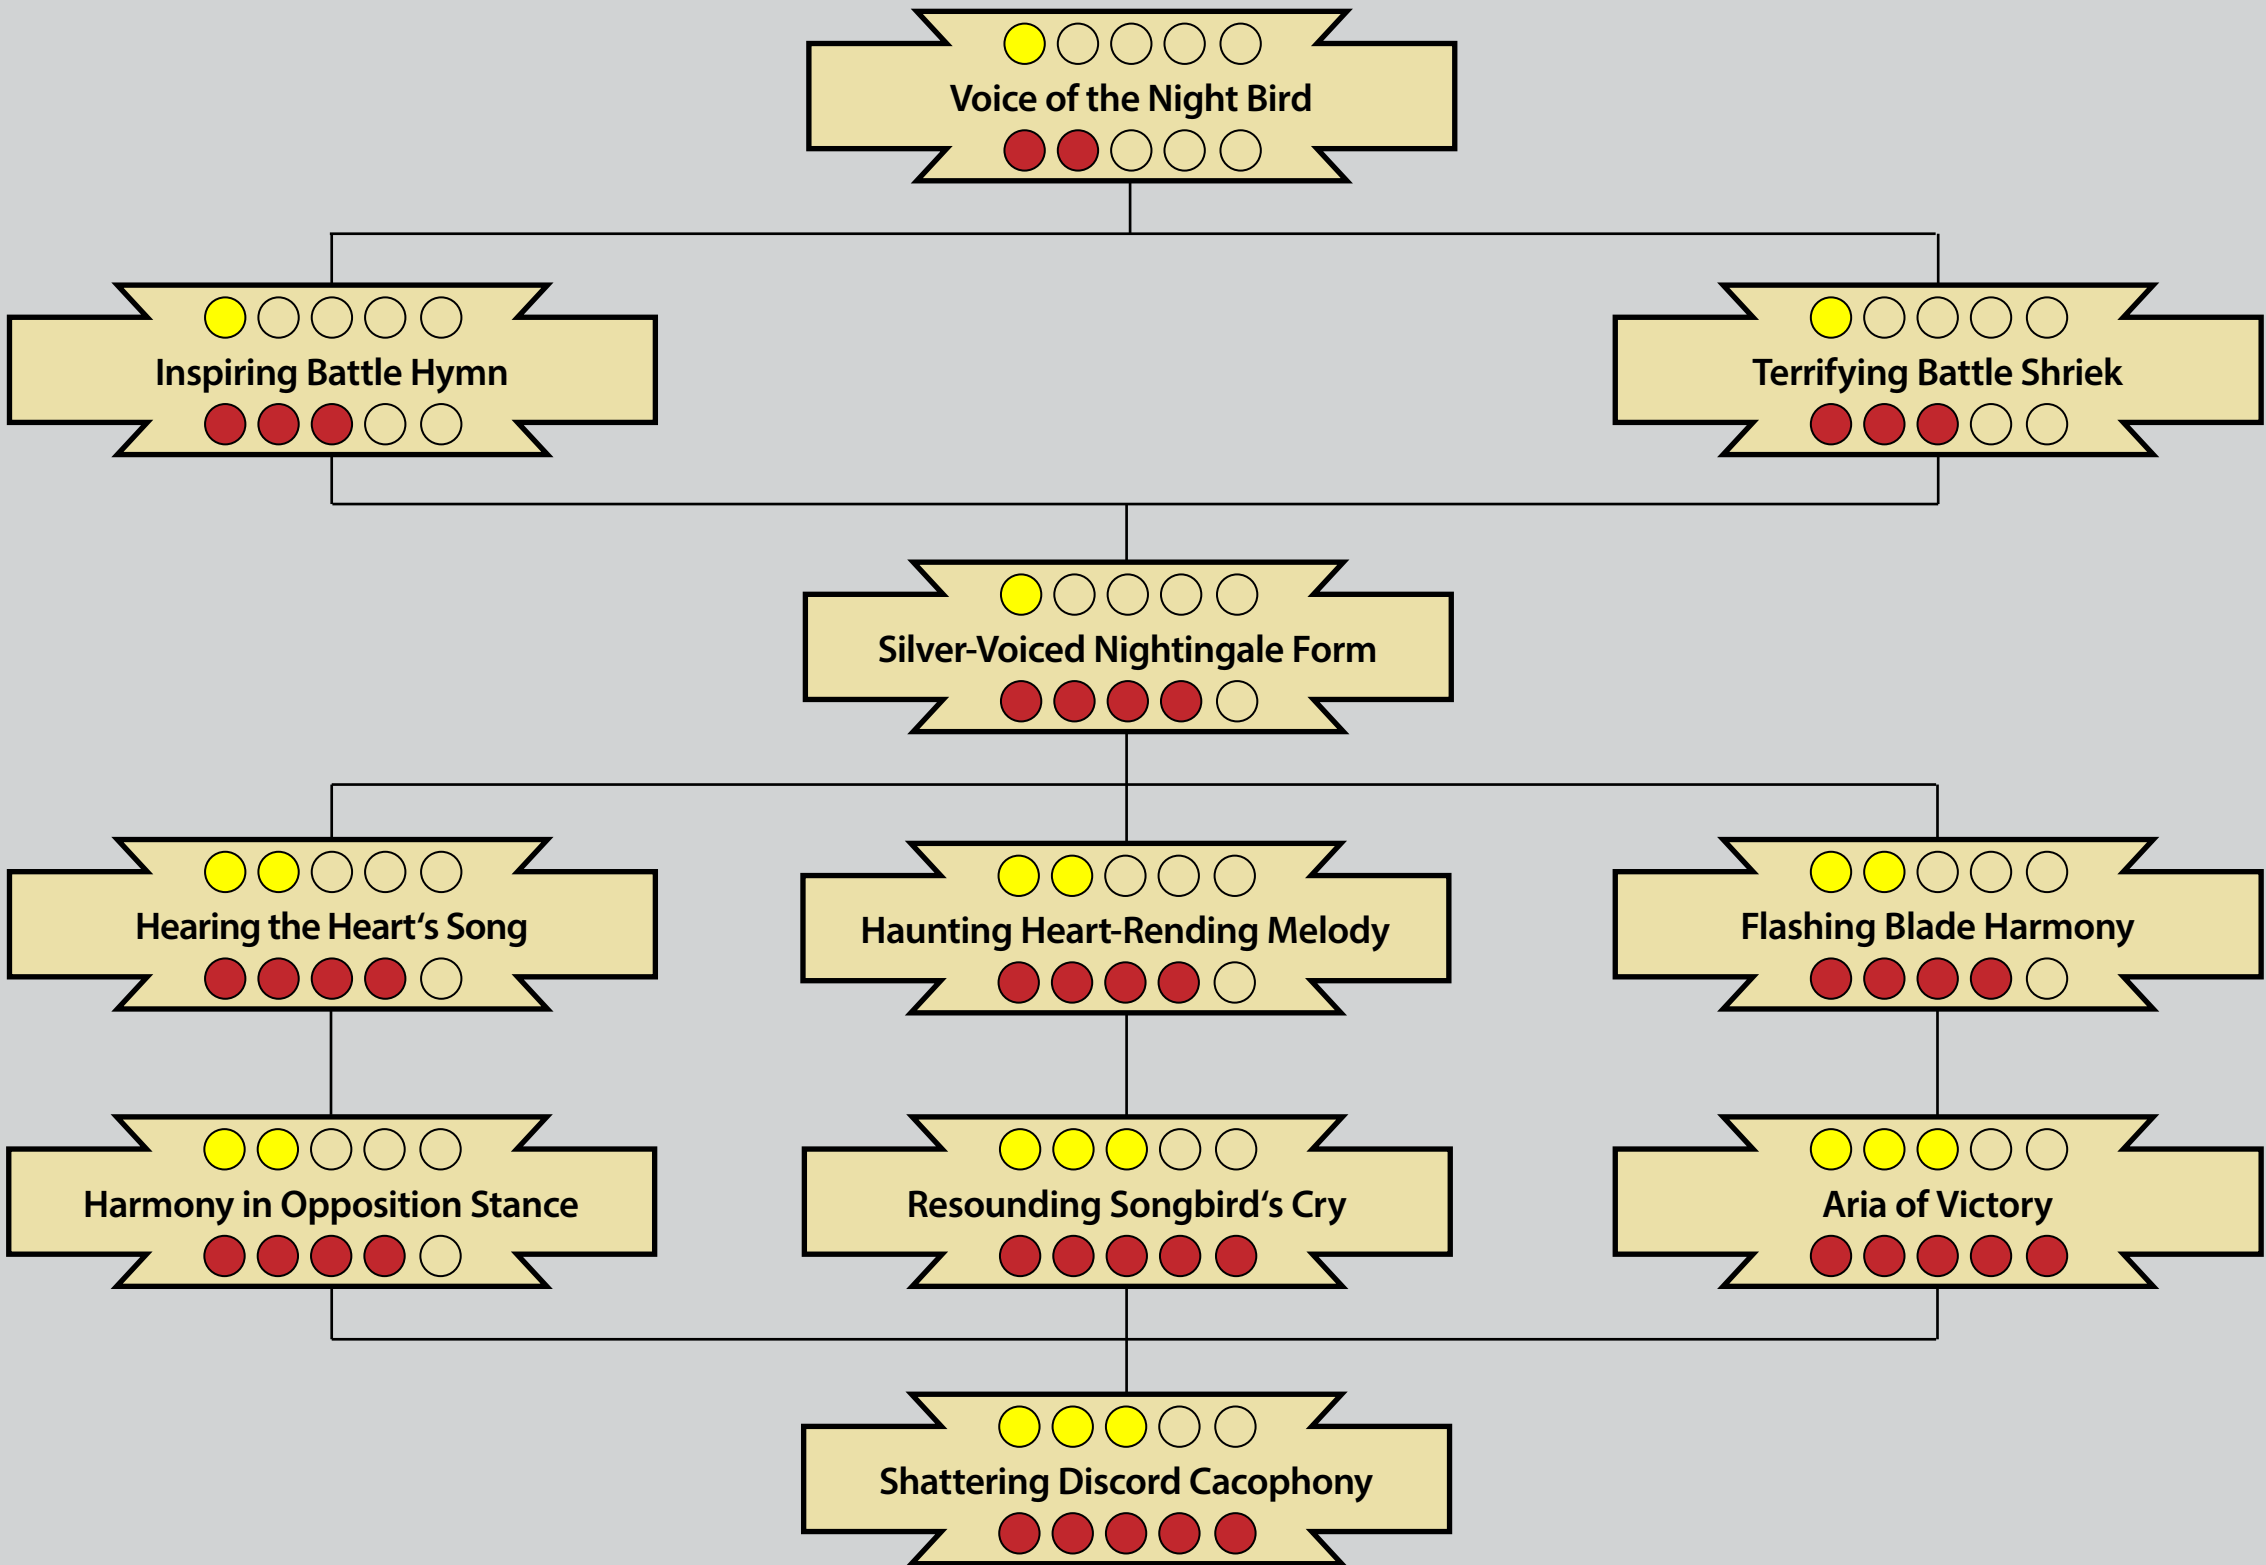 Voice of the Night Bird
Inspiring Battle Hymn
Terrifying Battle Shriek
Silver-Voiced Nightingale Form
Hearing the Heart‘s Song
Haunting Heart-Rending Melody
Flashing Blade Harmony
Harmony in Opposition Stance
Resounding Songbird‘s Cry
Aria of Victory
Shattering Discord Cacophony